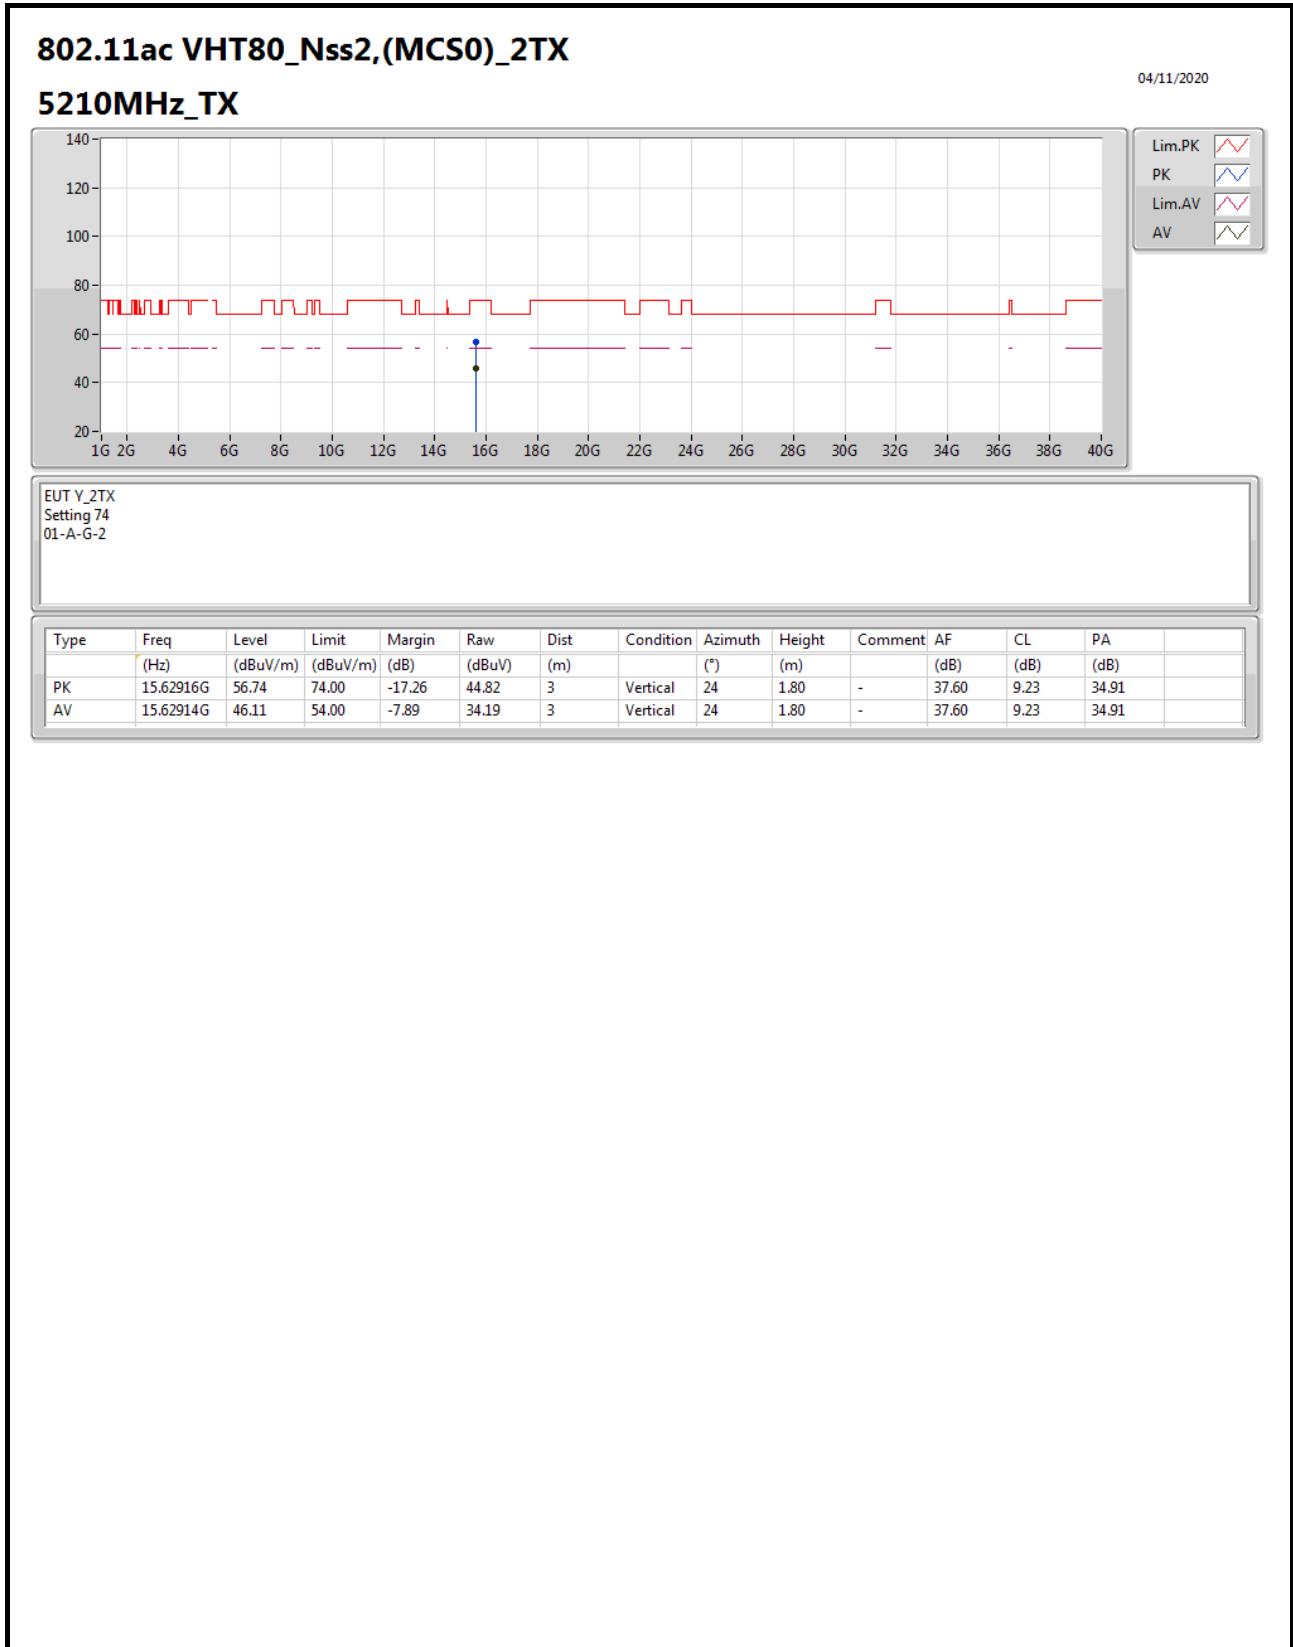 802.11ac VHT80_Nss2,(MCS0)_2TX
04/11/2020
5210MHz_TX
140
120
100
80
60
40
20
1G 2G 4G 6G 8G 10G 12G 14G 16G 18G 20G 22G 24G 26G 28G 30G 32G 34G 36G 38G 40G
Lim.PK
PK
Lim.AV
AV
EUT Y_2TX
Setting 74
01-A-G-2
Type Freq Level Limit Margin Raw Dist Condition Azimuth Height Comment AF CL PA
(Hz) (dBuV/m) (dBuV/m) (dB) (dBuV) (m) (°) (m) (dB) (dB) (dB)
PK 15.62916G 56.74 74.00 -17.26 44.82 3 Vertical 24 1.80 - 37.60 9.23 34.91
AV 15.62914G 46.11 54.00 -7.89 34.19 3 Vertical 24 1.80 - 37.60 9.23 34.91